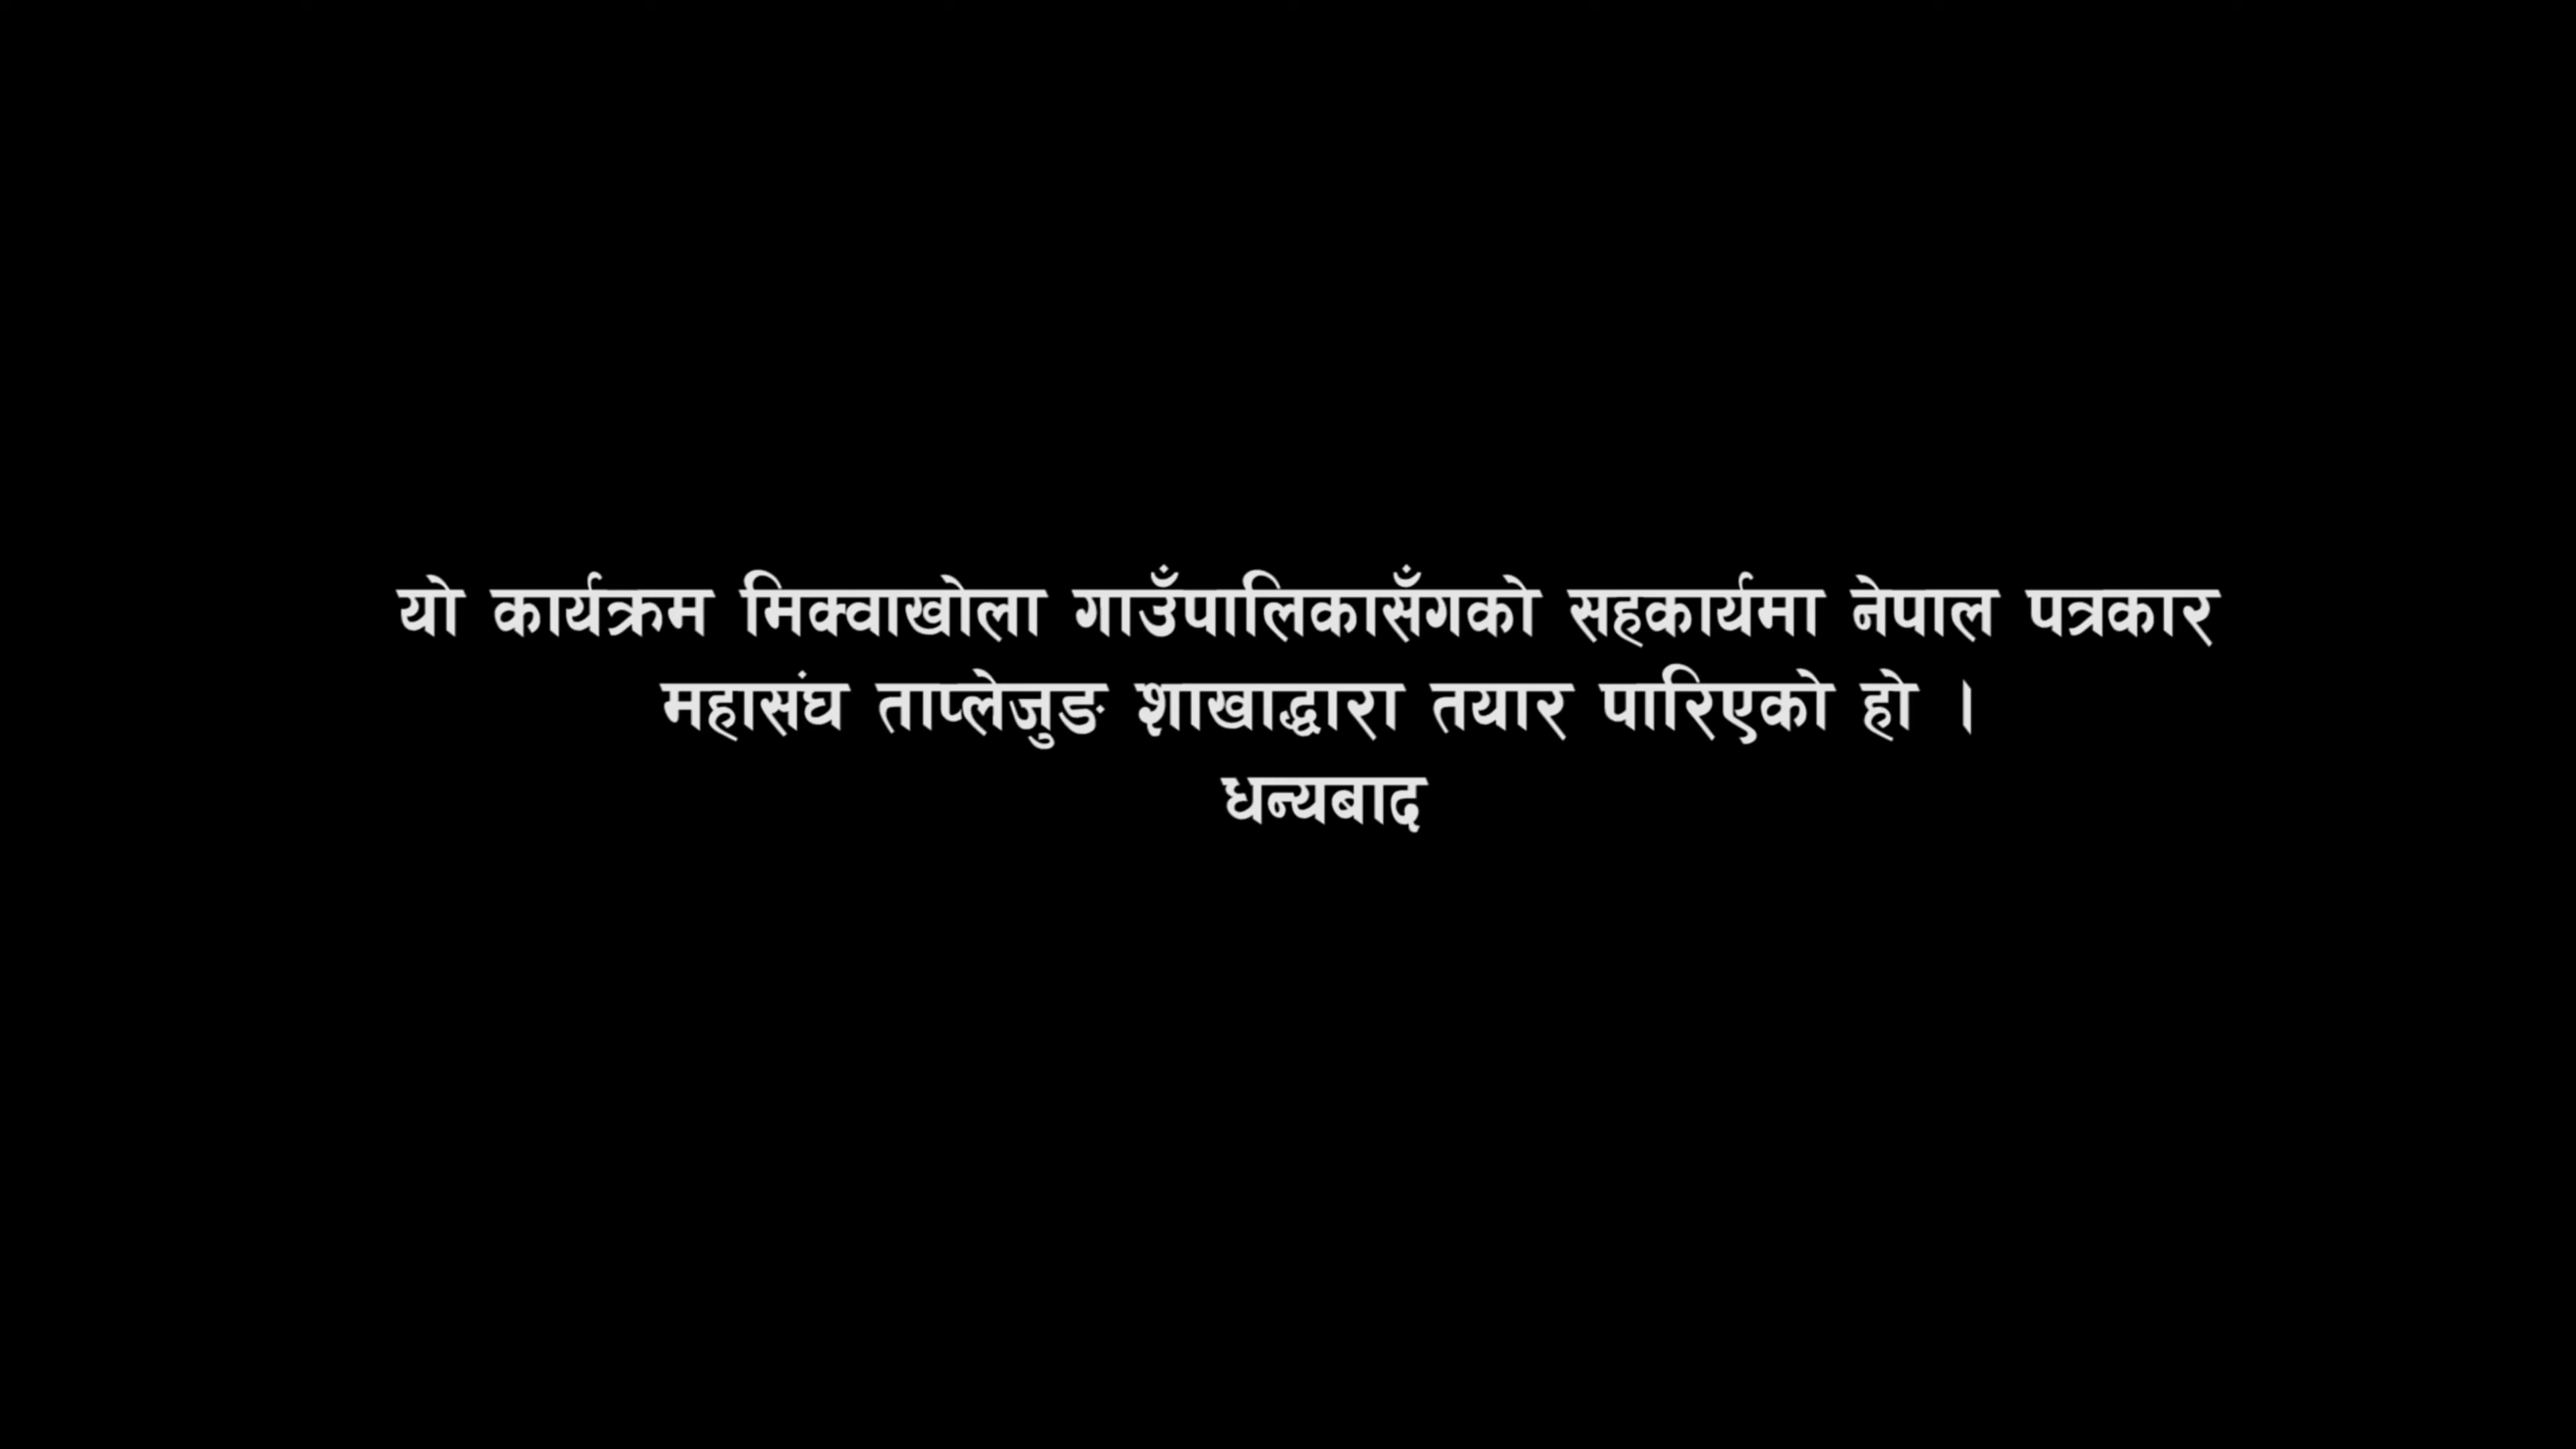 यो कार्यक्रम मिक्वाखोला गाउँपालिकासँगको सहकार्यमा नेपाल पत्रकार
महासंघ ताप्लेजुङ शाखाद्धारा तयार पारिएको हो ।
धन्यबाद